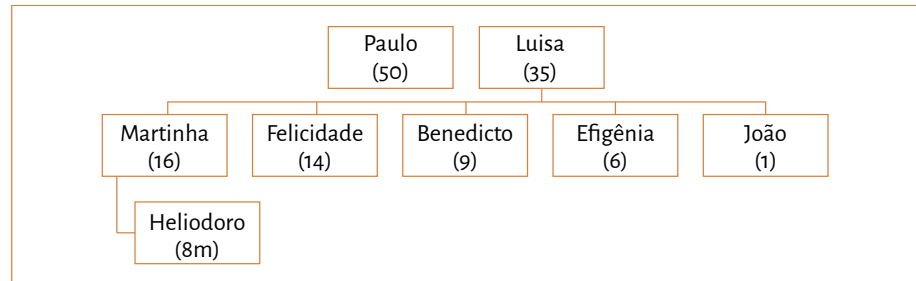 Paulo
(50)
Luisa
(35)
Martinha
(16)
Felicidade
(14)
Benedicto
(9)
Efigênia
(6)
João
(1)
Heliodoro
(8m)